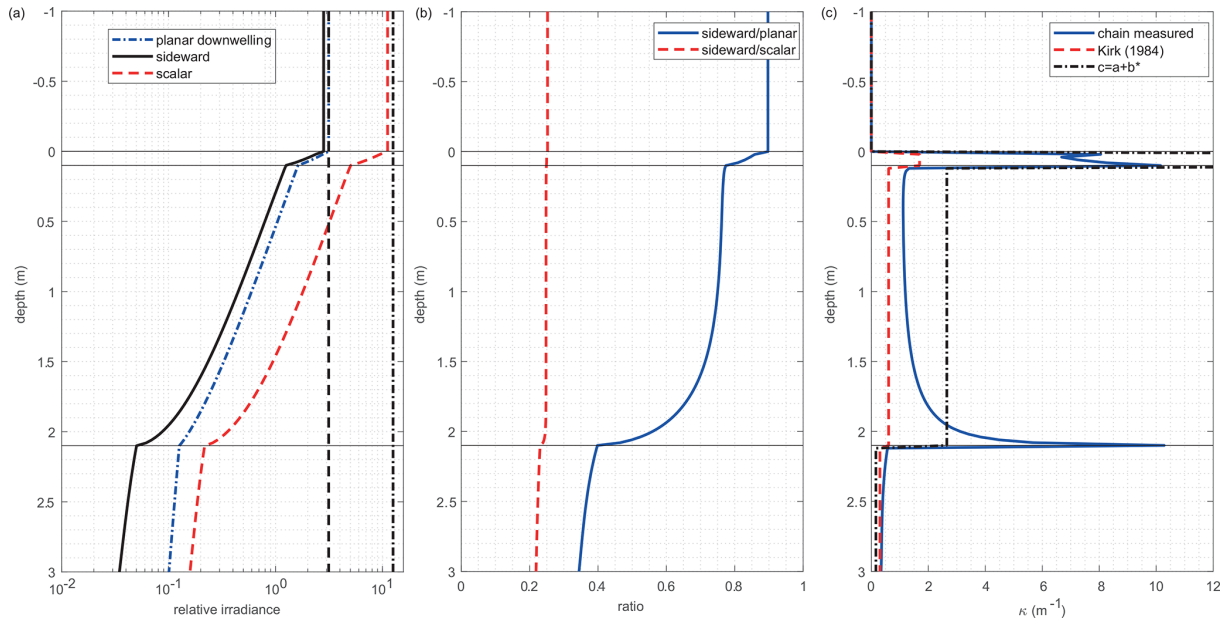 (a)
planar downwelling
sideward
scalar
-1
-0.5
0
0.5
1
1.5
2
2.5
3
depth (m)
10-2
10-1
100
101
relative irradiance
(b)
sideward/planar
sideward/scalar
-1
-0.5
0
0.5
1
1.5
2
2.5
3
depth (m)
0
0.2
0.4
0.6
0.8
1
ratio
(c)
chain measured
Kirk (1984)
c=a+b*
-1
-0.5
0
0.5
1
1.5
2
2.5
3
depth (m)
0
2
4
6
8
10
12
κ (m-1)